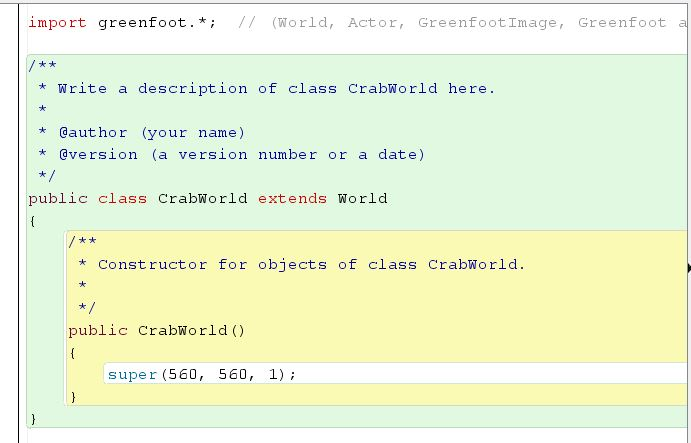 import greenfoot.*;  // (World, Actor, GreenfootImage, Greenfoot a
/**
 * Write a description of class CrabWorld here.
 *
 * @author (your name)
 * @version (a version number or a date)
 */
public class CrabWorld extends World
{
    /**
     * Constructor for objects of class CrabWorld.
     *
     */
    public CrabWorld()
    {
        super(560, 560, 1);
    }
}